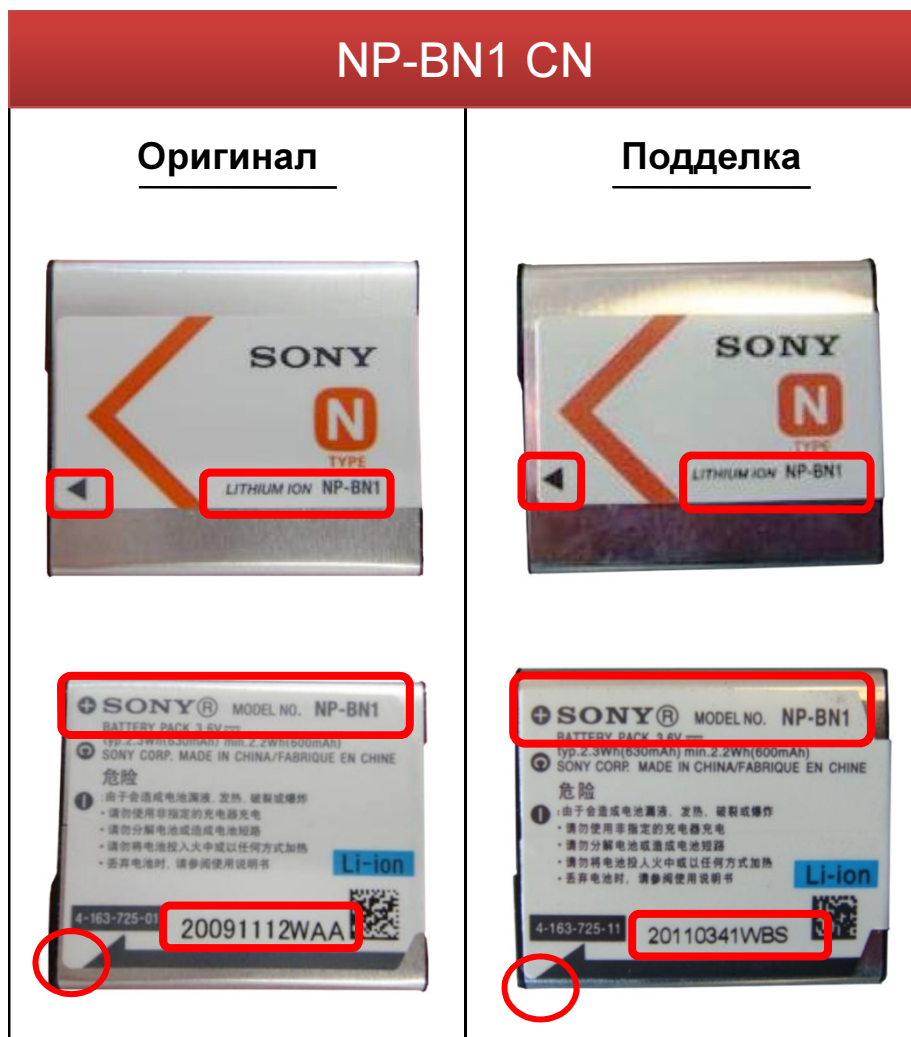 NP-BN1 CN
Оригинал
Подделка
SONY
N
TYPE
LITHIUM ION NP-BN1
SONY
N
TYPE
LITHIUM ION NP-BN1
SONY® MODEL NO. NP-BN1
BATTERY PACK 3.6V
typ.2.3Wh(630mAh) min.2.2Wh(600mAh)
SONY CORP. MADE IN CHINA/FABRIQUE EN CHINE
危险
:由于会造成电池漏液、发热、破裂或爆炸
·请勿使用非指定的充电器充电
·请勿分解电池或造成电池短路
·请勿将电池投入火中或以任何方式加热
·丢弃电池时，请参阅使用说明书
Li-ion
4-163-725-01
20091112WAA
SONY® MODEL NO. NP-BN1
BATTERY PACK 3.6V
typ.2.3Wh(630mAh) min.2.2Wh(600mAh)
SONY CORP. MADE IN CHINA/FABRIQUE EN CHINE
危险
:由于会造成电池漏液、发热、破裂或爆炸
·请勿使用非指定的充电器充电
·请勿分解电池或造成电池短路
·请勿将电池投入火中或以任何方式加热
·丢弃电池时，请参阅使用说明书
Li-ion
4-163-725-11
20110341WBS